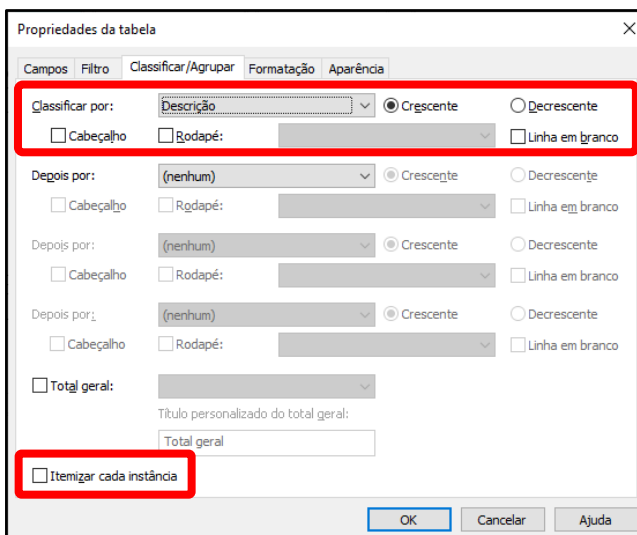 Propriedades da tabela
Campos Filtro Classificar/Agrupar Formatação Aparência
Classificar por: Descrição Crescente Decrescente
Cabeçalho Rodapé: Linha em branco
Depois por: (nenhum) Crescente Decrescente
Cabeçalho Rodapé: Linha em branco
Depois por: (nenhum) Crescente Decrescente
Cabeçalho Rodapé: Linha em branco
Depois por: (nenhum) Crescente Decrescente
Cabeçalho Rodapé: Linha em branco
Total geral:
Título personalizado do total geral:
Total geral
Itemizar cada instância
OK Cancelar Ajuda